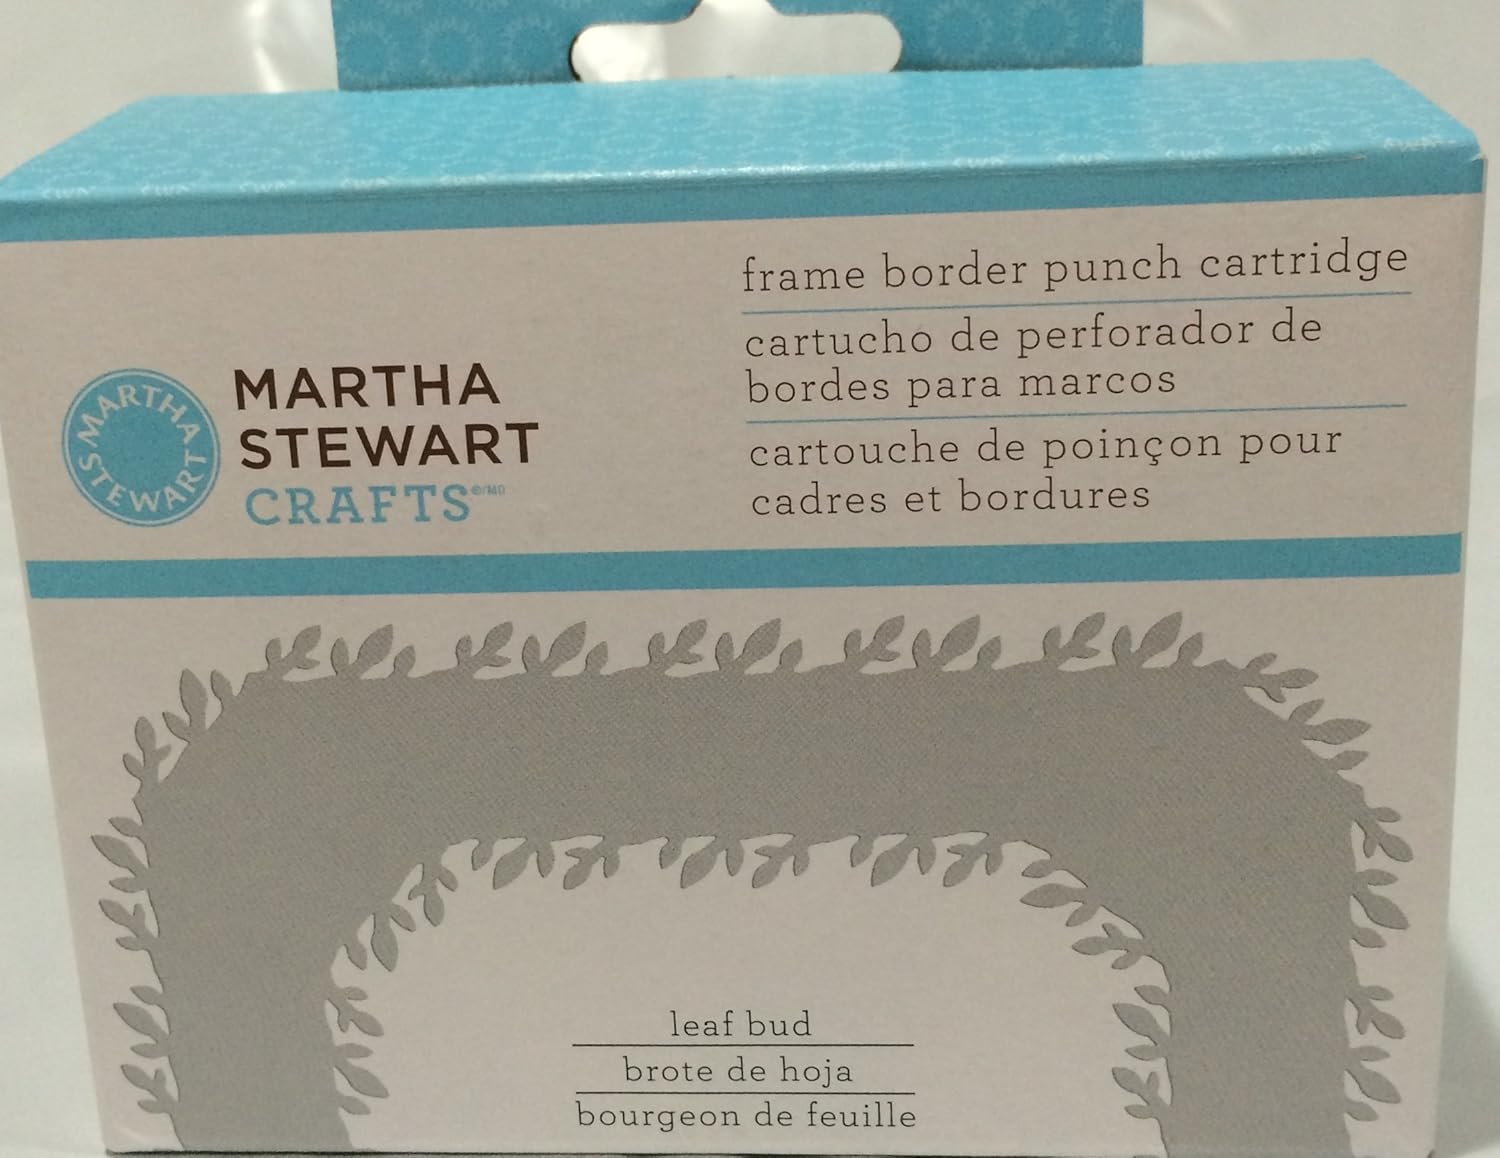 MARTHA STEWART
MARTHA
STEWART
CRAFTS®/MD
frame border punch cartridge
cartucho de perforador de
bordes para marcos
cartouche de poinçon pour
cadres et bordures
leaf bud
brote de hoja
bourgeon de feuille